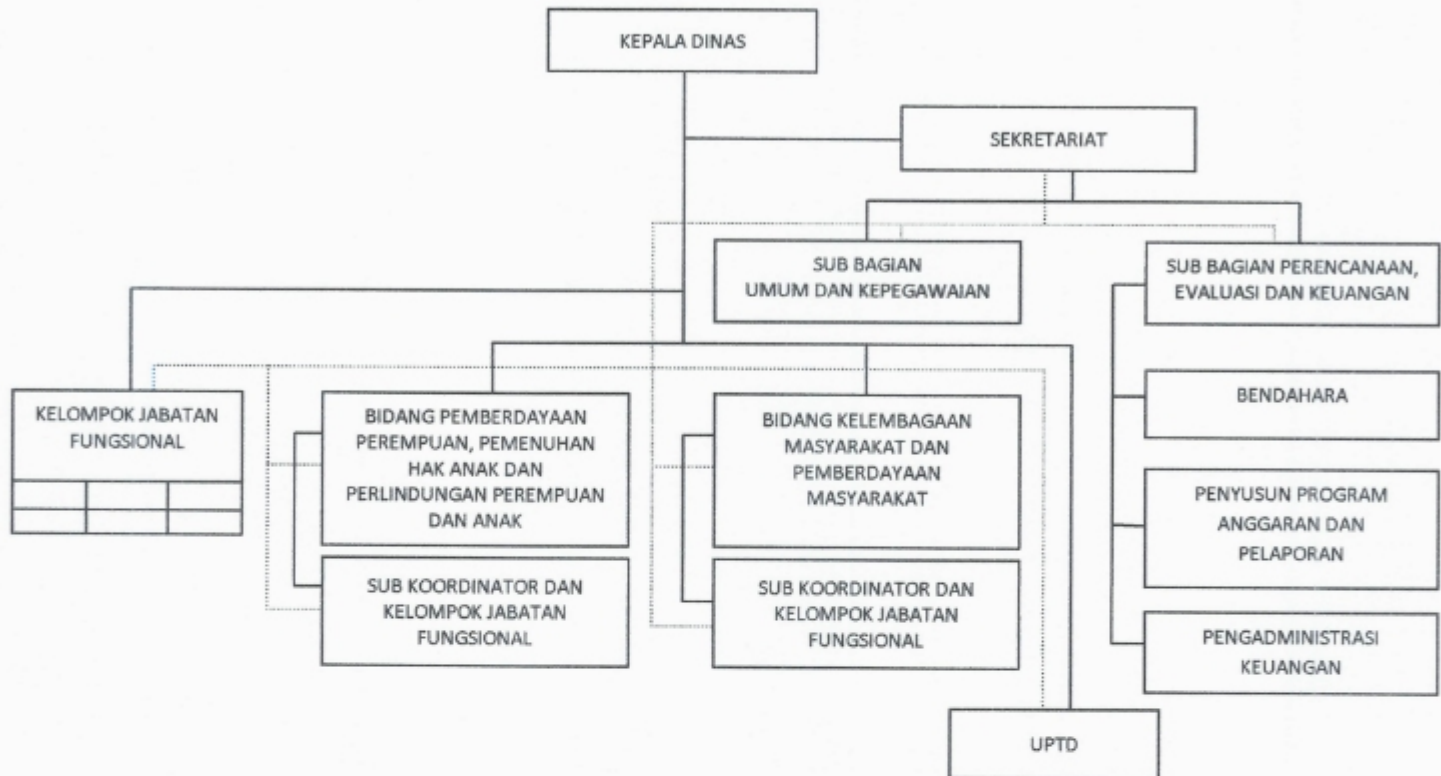 KEPALA DINAS
SEKRETARIAT
SUB BAGIAN
UMUM DAN KEPEGAWAIAN
SUB BAGIAN PERENCANAAN,
EVALUASI DAN KEUANGAN
KELOMPOK JABATAN
FUNGSIONAL
BIDANG PEMBERDAYAAN
PEREMPUAN, PEMENUHAN
HAK ANAK DAN
PERLINDUNGAN PEREMPUAN
DAN ANAK
BIDANG KELEMBAGAAN
MASYARAKAT DAN
PEMBERDAYAAN
MASYARAKAT
BENDAHARA
PENYUSUN PROGRAM
ANGGARAN DAN
PELAPORAN
SUB KOORDINATOR DAN
KELOMPOK JABATAN
FUNGSIONAL
SUB KOORDINATOR DAN
KELOMPOK JABATAN
FUNGSIONAL
PENGADMINISTRASI
KEUANGAN
UPTD